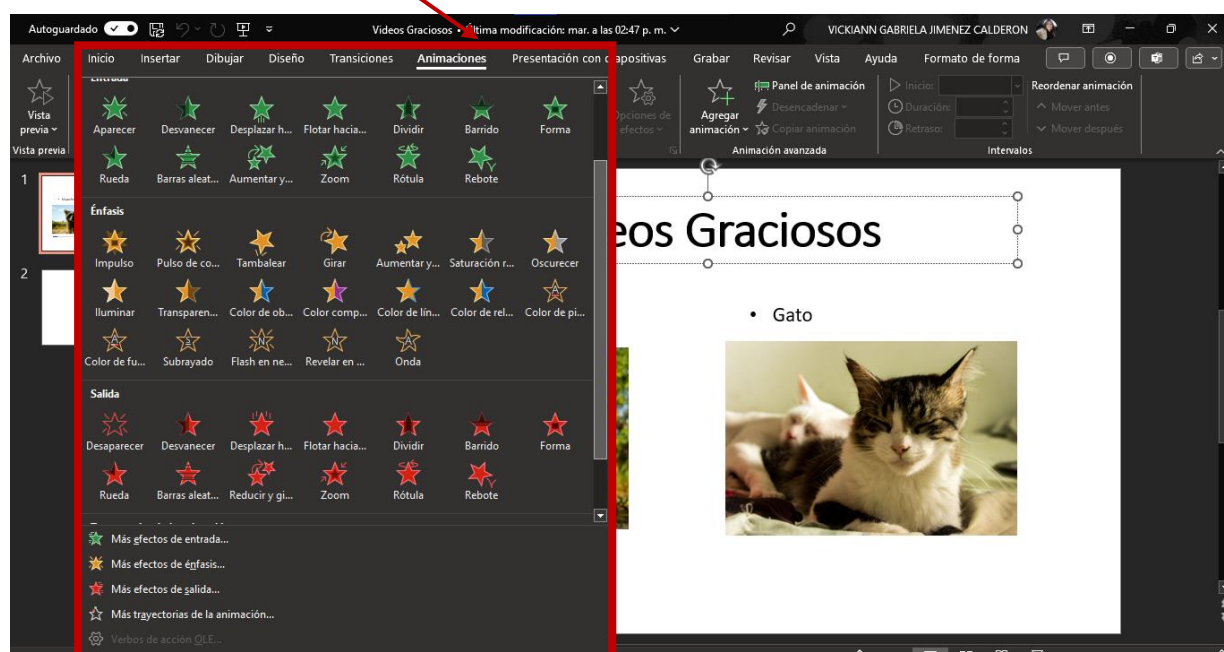 Autoguardado
Videos Graciosos • Última modificación: mar. a las 02:47 p. m.
VICKIANN GABRIELA JIMENEZ CALDERON
Archivo Inicio Insertar Dibujar Diseño Transiciones Animaciones Presentación con diapositivas Grabar Revisar Vista Ayuda Formato de forma
Vista previa
Vista previa
Opciones de efectos
Agregar animación
Panel de animación
Desencadenar
Copiar animación
Animación avanzada
Inicio:
Duración:
Retraso:
Reordenar animación
Mover antes
Mover después
Intervalos
Entrada
Aparecer Desvanecer Desplazar h... Flotar hacia... Dividir Barrido Forma
Rueda Barras aleat... Aumentar y... Zoom Rótula Rebote
Énfasis
Impulso Pulso de co... Tambalear Girar Aumentar y... Saturación r... Oscurecer
Iluminar Transparen... Color de ob... Color comp... Color de lín... Color de rel... Color de pi...
Color de fu... Subrayado Flash en ne... Revelar en ... Onda
Salida
Desaparecer Desvanecer Desplazar h... Flotar hacia... Dividir Barrido Forma
Rueda Barras aleat... Reducir y gi... Zoom Rótula Rebote
Más efectos de entrada...
Más efectos de énfasis...
Más efectos de salida...
Más trayectorias de la animación...
Verbos de acción OLE...
1
2
eos Graciosos
• Gato